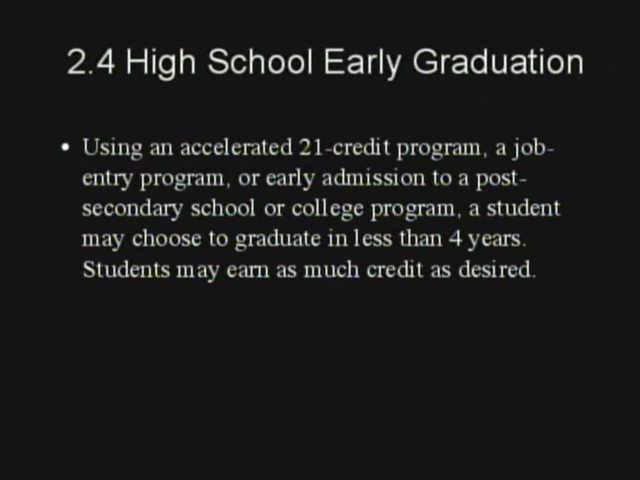 2.4 High School Early Graduation
• Using an accelerated 21-credit program, a job-
entry program, or early admission to a post-
secondary school or college program, a student
may choose to graduate in less than 4 years.
Students may earn as much credit as desired.